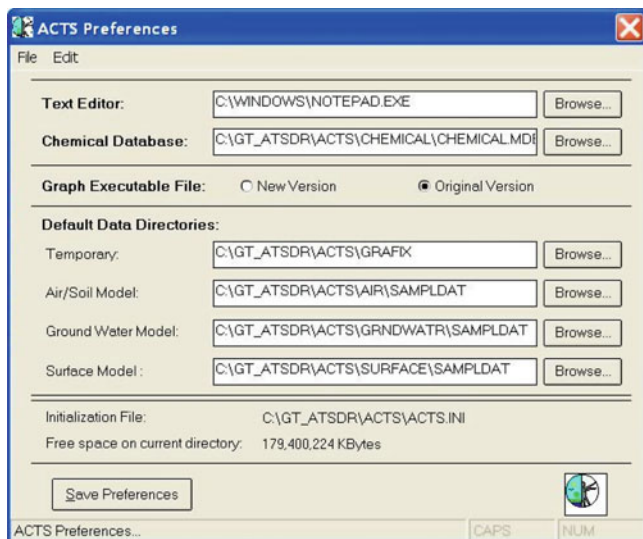 ACTS Preferences
File Edit
Text Editor: C:\WINDOWS\NOTEPAD.EXE Browse...
Chemical Database: C:\GT_ATSDR\ACTS\CHEMICAL\CHEMICAL.MDB Browse...
Graph Executable File: New Version Original Version
Default Data Directories:
Temporary: C:\GT_ATSDR\ACTS\GRAFIX Browse...
Air/Soil Model: C:\GT_ATSDR\ACTS\AIR\SAMPLDAT Browse...
Ground Water Model: C:\GT_ATSDR\ACTS\GRNDWATR\SAMPLDAT Browse...
Surface Model : C:\GT_ATSDR\ACTS\SURFACE\SAMPLDAT Browse...
Initialization File: C:\GT_ATSDR\ACTS\ACTS.INI
Free space on current directory: 179,400,224 KBytes
Save Preferences
ACTS Preferences... CAPS NUM